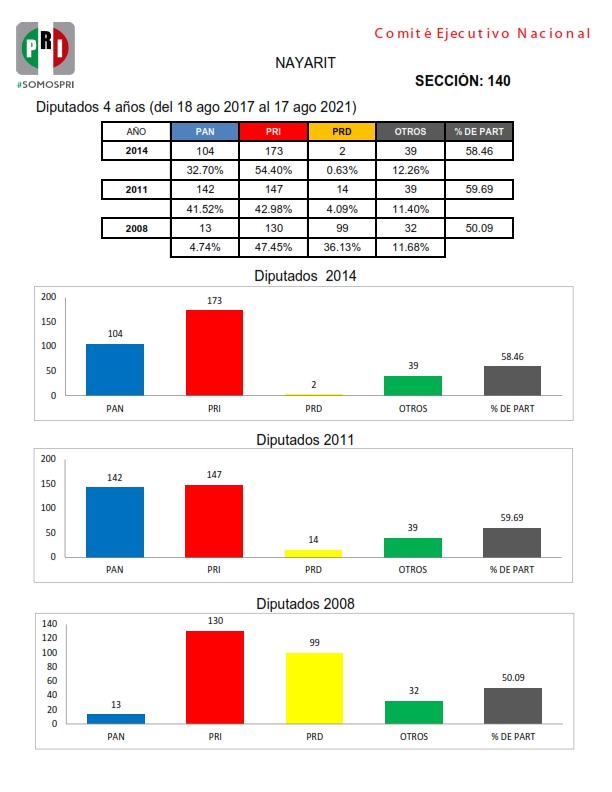 Comité Ejecutivo Nacional
PRI
#SOMOSPRI
NAYARIT
SECCIÓN: 140
Diputados 4 años (del 18 ago 2017 al 17 ago 2021)
AÑO PAN PRI PRD OTROS % DE PART
2014 104 173 2 39 58.46
32.70% 54.40% 0.63% 12.26%
2011 142 147 14 39 59.69
41.52% 42.98% 4.09% 11.40%
2008 13 130 99 32 50.09
4.74% 47.45% 36.13% 11.68%
Diputados 2014
200
150
100
50
0
104
173
2
39
58.46
PAN PRI PRD OTROS % DE PART
Diputados 2011
200
150
100
50
0
142
147
14
39
59.69
PAN PRI PRD OTROS % DE PART
Diputados 2008
140
120
100
80
60
40
20
0
13
130
99
32
50.09
PAN PRI PRD OTROS % DE PART